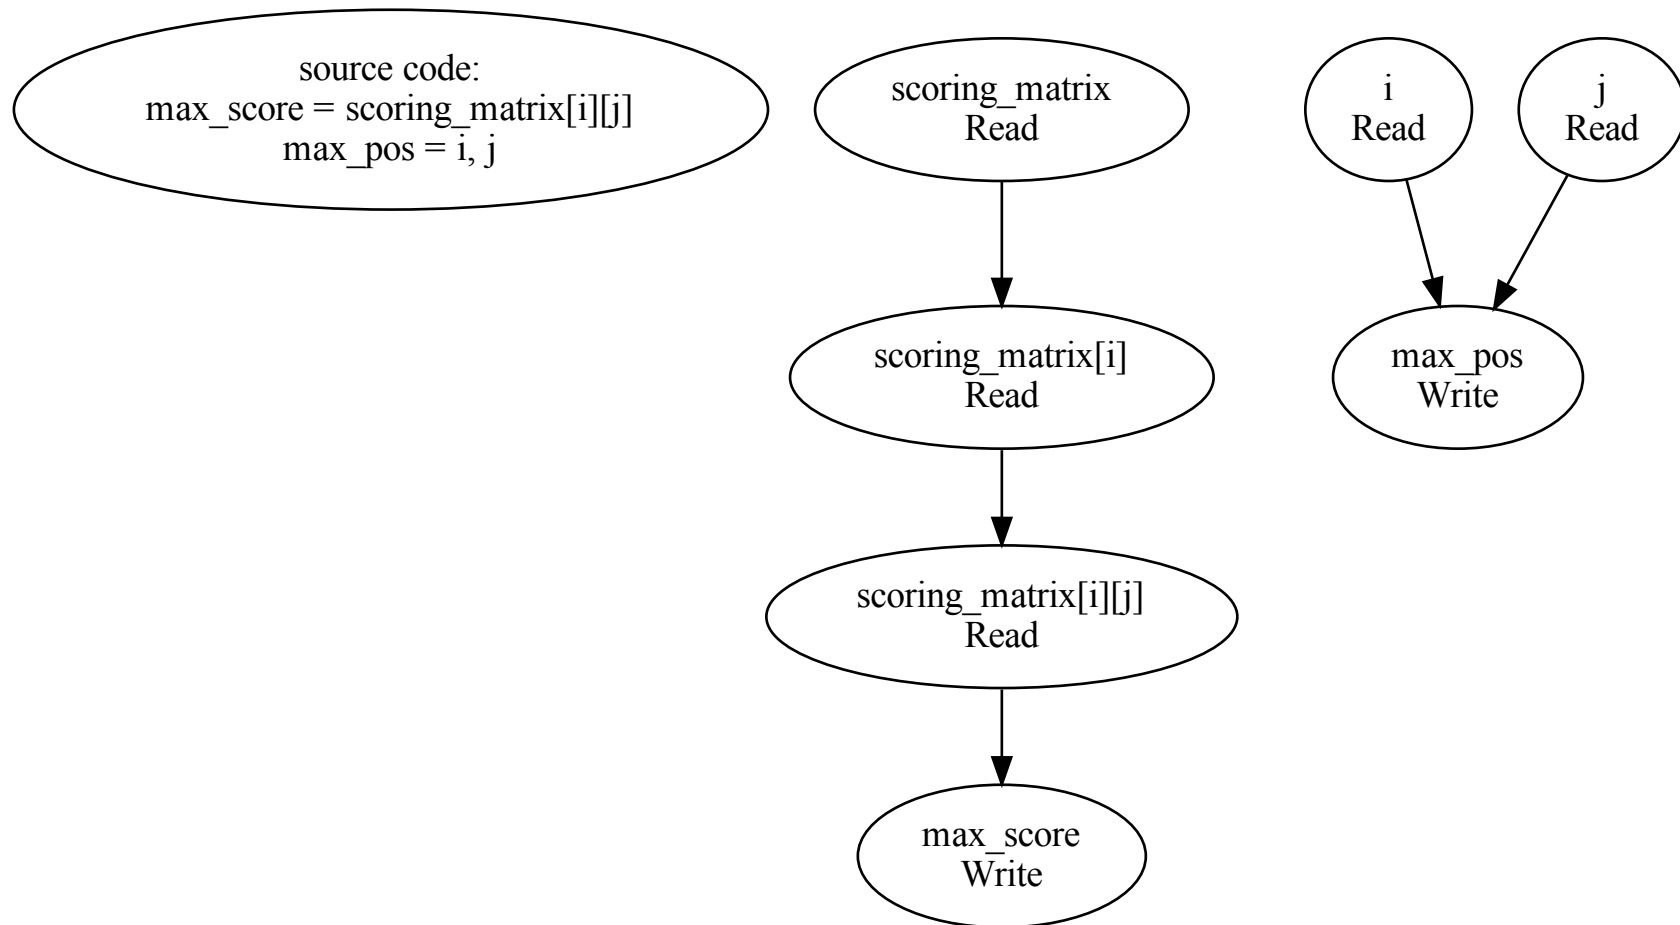 source code:
max_score = scoring_matrix[i][j]
max_pos = i, j
scoring_matrix
Read
i
Read
j
Read
scoring_matrix[i]
Read
max_pos
Write
scoring_matrix[i][j]
Read
max_score
Write